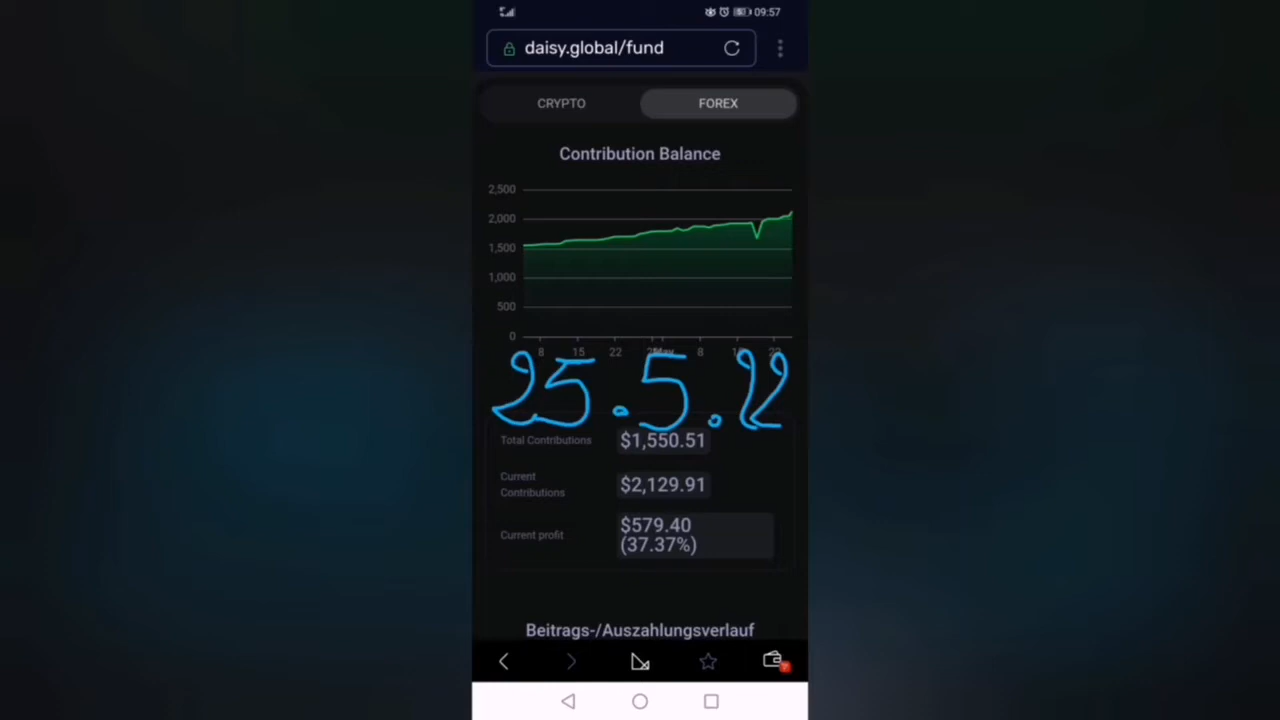 09:57
daisy.global/fund
CRYPTO FOREX
Contribution Balance
2,500
2,000
1,500
1,000
500
0
8 15 22 May 8 22
25.5.22
Total Contributions $1,550.51
Current Contributions $2,129.91
Current profit $579.40 (37.37%)
Beitrags-/Auszahlungsverlauf